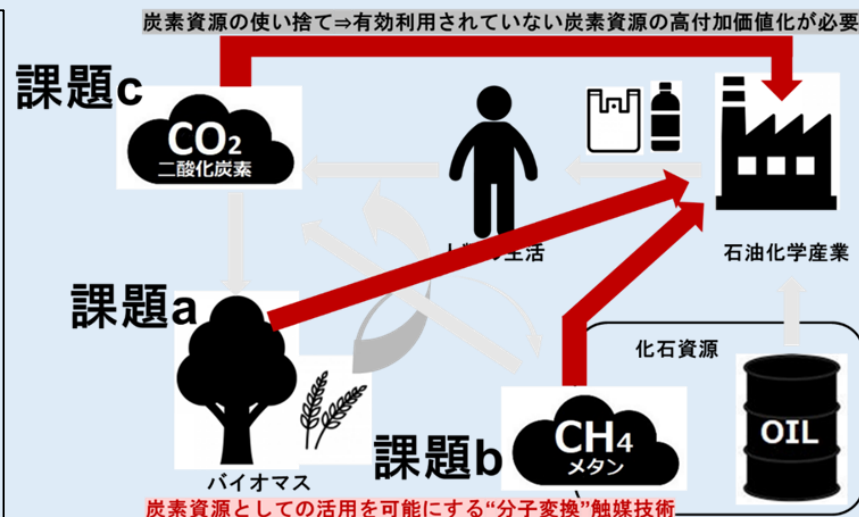 炭素資源の使い捨て⇒有効利用されていない炭素資源の高付加価値化が必要
課題c
CO₂
二酸化炭素
生活
石油化学産業
課題a
化石資源
バイオマス
課題b
CH₄
メタン
OIL
炭素資源としての活用を可能にする“分子変換”触媒技術